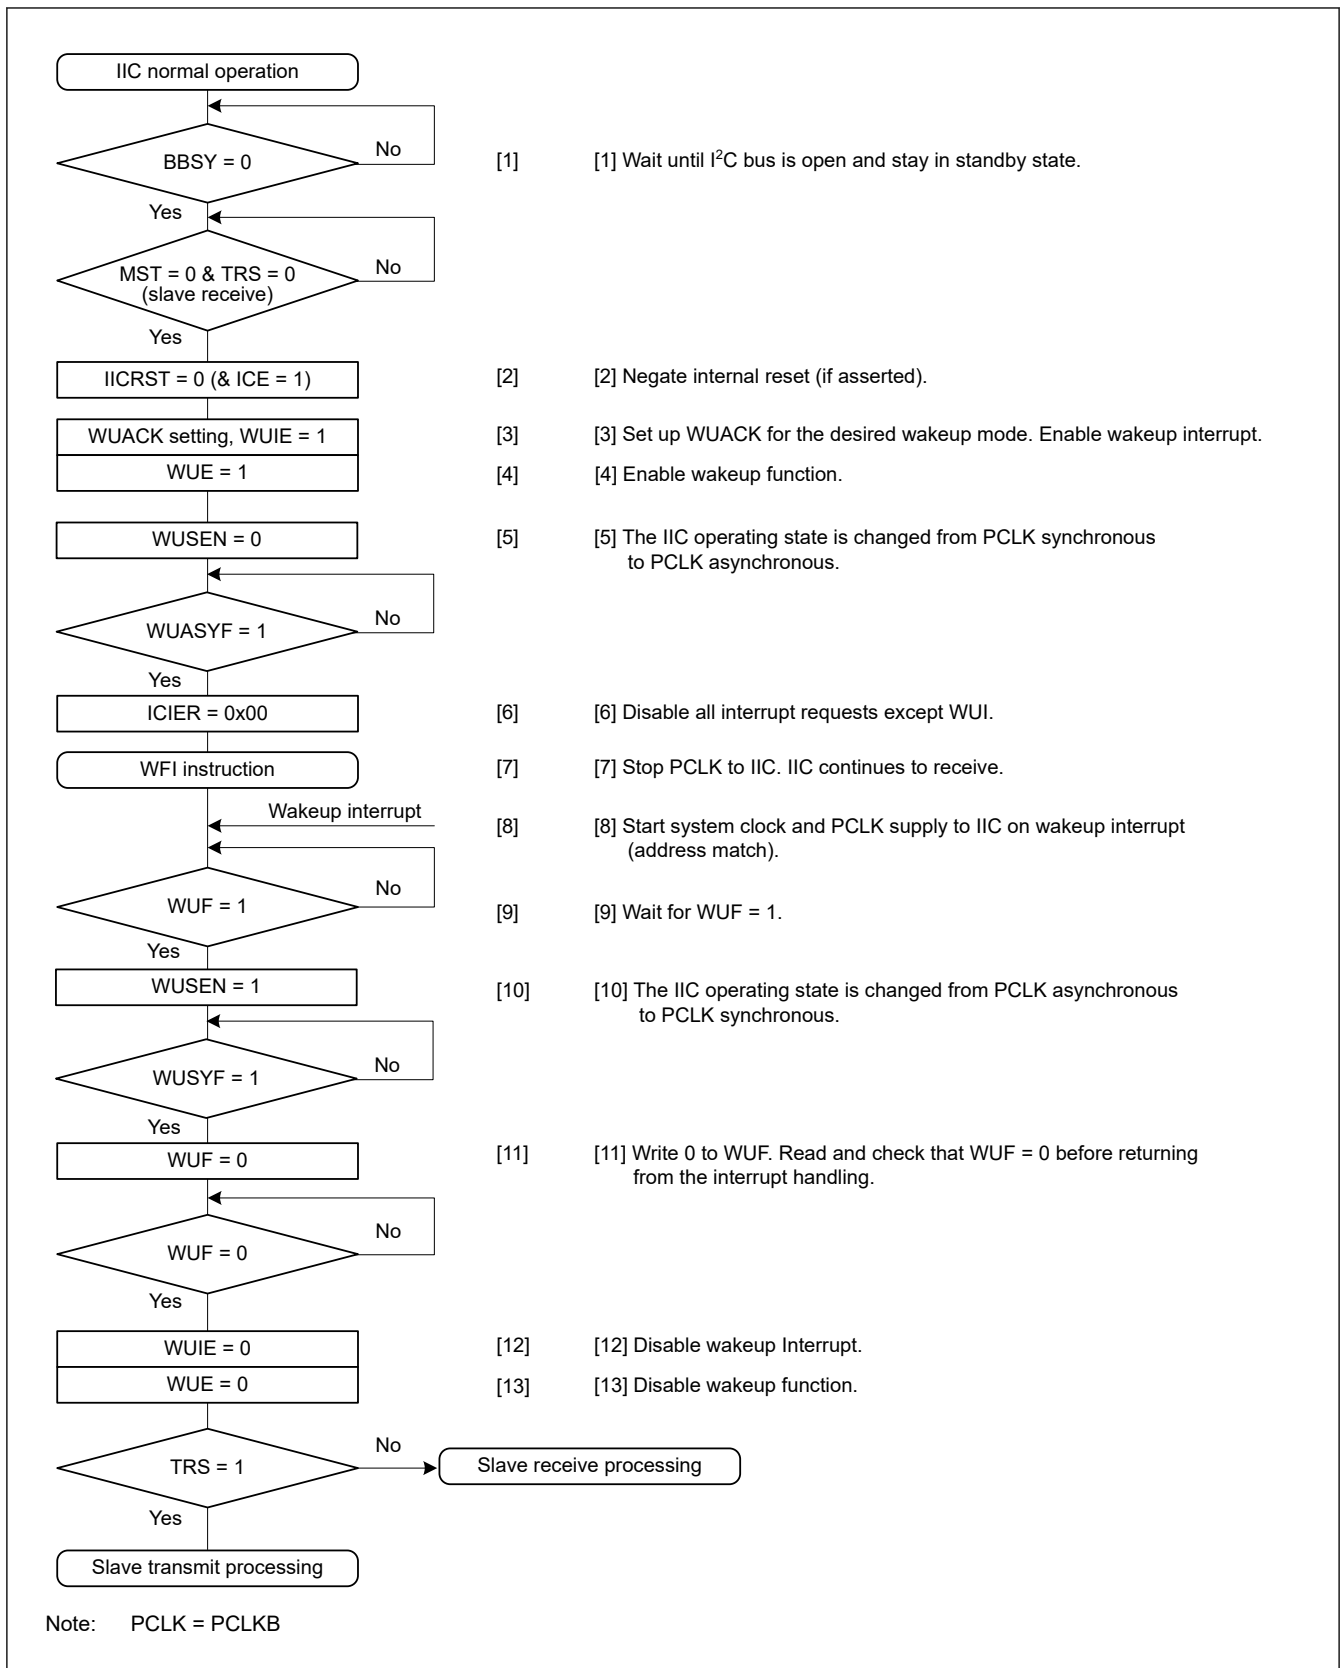 IIC normal operation
BBSY = 0
No
[1]
[1] Wait until I²C bus is open and stay in standby state.
Yes
MST = 0 & TRS = 0
(slave receive)
No
Yes
IICRST = 0 (& ICE = 1)
[2]
[2] Negate internal reset (if asserted).
WUACK setting, WUIE = 1
[3]
[3] Set up WUACK for the desired wakeup mode. Enable wakeup interrupt.
WUE = 1
[4]
[4] Enable wakeup function.
WUSEN = 0
[5]
[5] The IIC operating state is changed from PCLK synchronous
to PCLK asynchronous.
WUASYF = 1
No
Yes
ICIER = 0x00
[6]
[6] Disable all interrupt requests except WUI.
WFI instruction
[7]
[7] Stop PCLK to IIC. IIC continues to receive.
Wakeup interrupt
[8]
[8] Start system clock and PCLK supply to IIC on wakeup interrupt
(address match).
WUF = 1
No
[9]
[9] Wait for WUF = 1.
Yes
WUSEN = 1
[10]
[10] The IIC operating state is changed from PCLK asynchronous
to PCLK synchronous.
WUSYF = 1
No
Yes
WUF = 0
[11]
[11] Write 0 to WUF. Read and check that WUF = 0 before returning
from the interrupt handling.
WUF = 0
No
Yes
WUIE = 0
[12]
[12] Disable wakeup Interrupt.
WUE = 0
[13]
[13] Disable wakeup function.
TRS = 1
No
Slave receive processing
Yes
Slave transmit processing
Note: PCLK = PCLKB